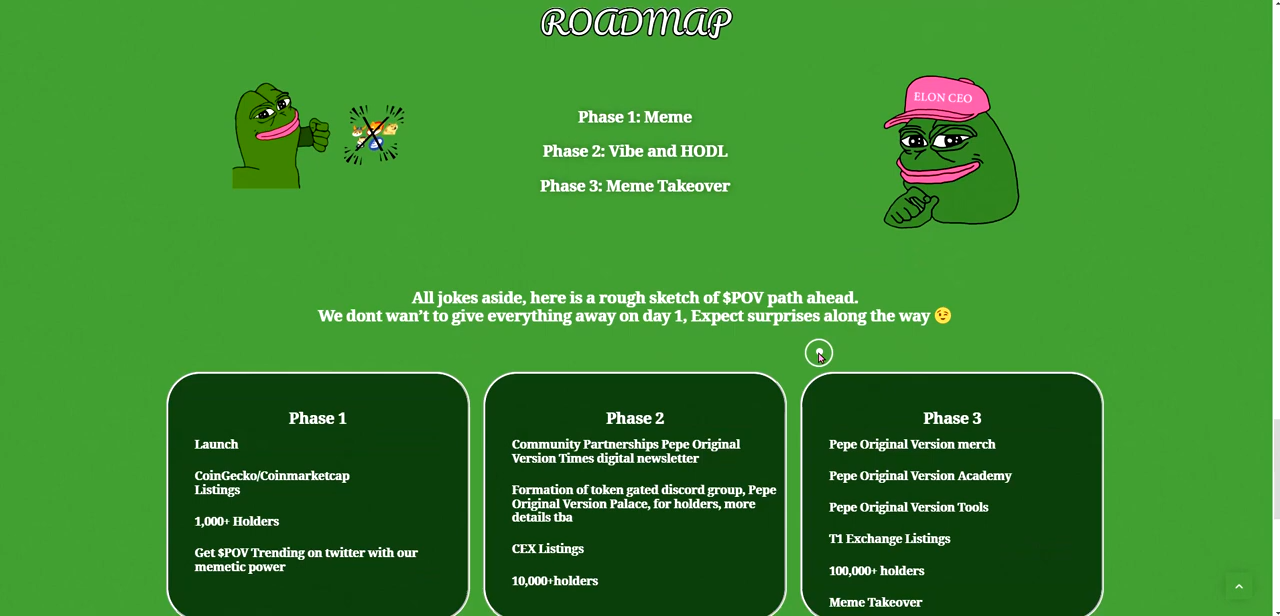 ROADMAP
ELON CEO
Phase 1: Meme
Phase 2: Vibe and HODL
Phase 3: Meme Takeover
All jokes aside, here is a rough sketch of $POV path ahead.
We dont wan't to give everything away on day 1, Expect surprises along the way 😉
Phase 1
Launch
CoinGecko/Coinmarketcap
Listings
1,000+ Holders
Get $POV Trending on twitter with our
memetic power
Phase 2
Community Partnerships Pepe Original
Version Times digital newsletter
Formation of token gated discord group, Pepe
Original Version Palace, for holders, more
details tba
CEX Listings
10,000+holders
Phase 3
Pepe Original Version merch
Pepe Original Version Academy
Pepe Original Version Tools
T1 Exchange Listings
100,000+ holders
Meme Takeover